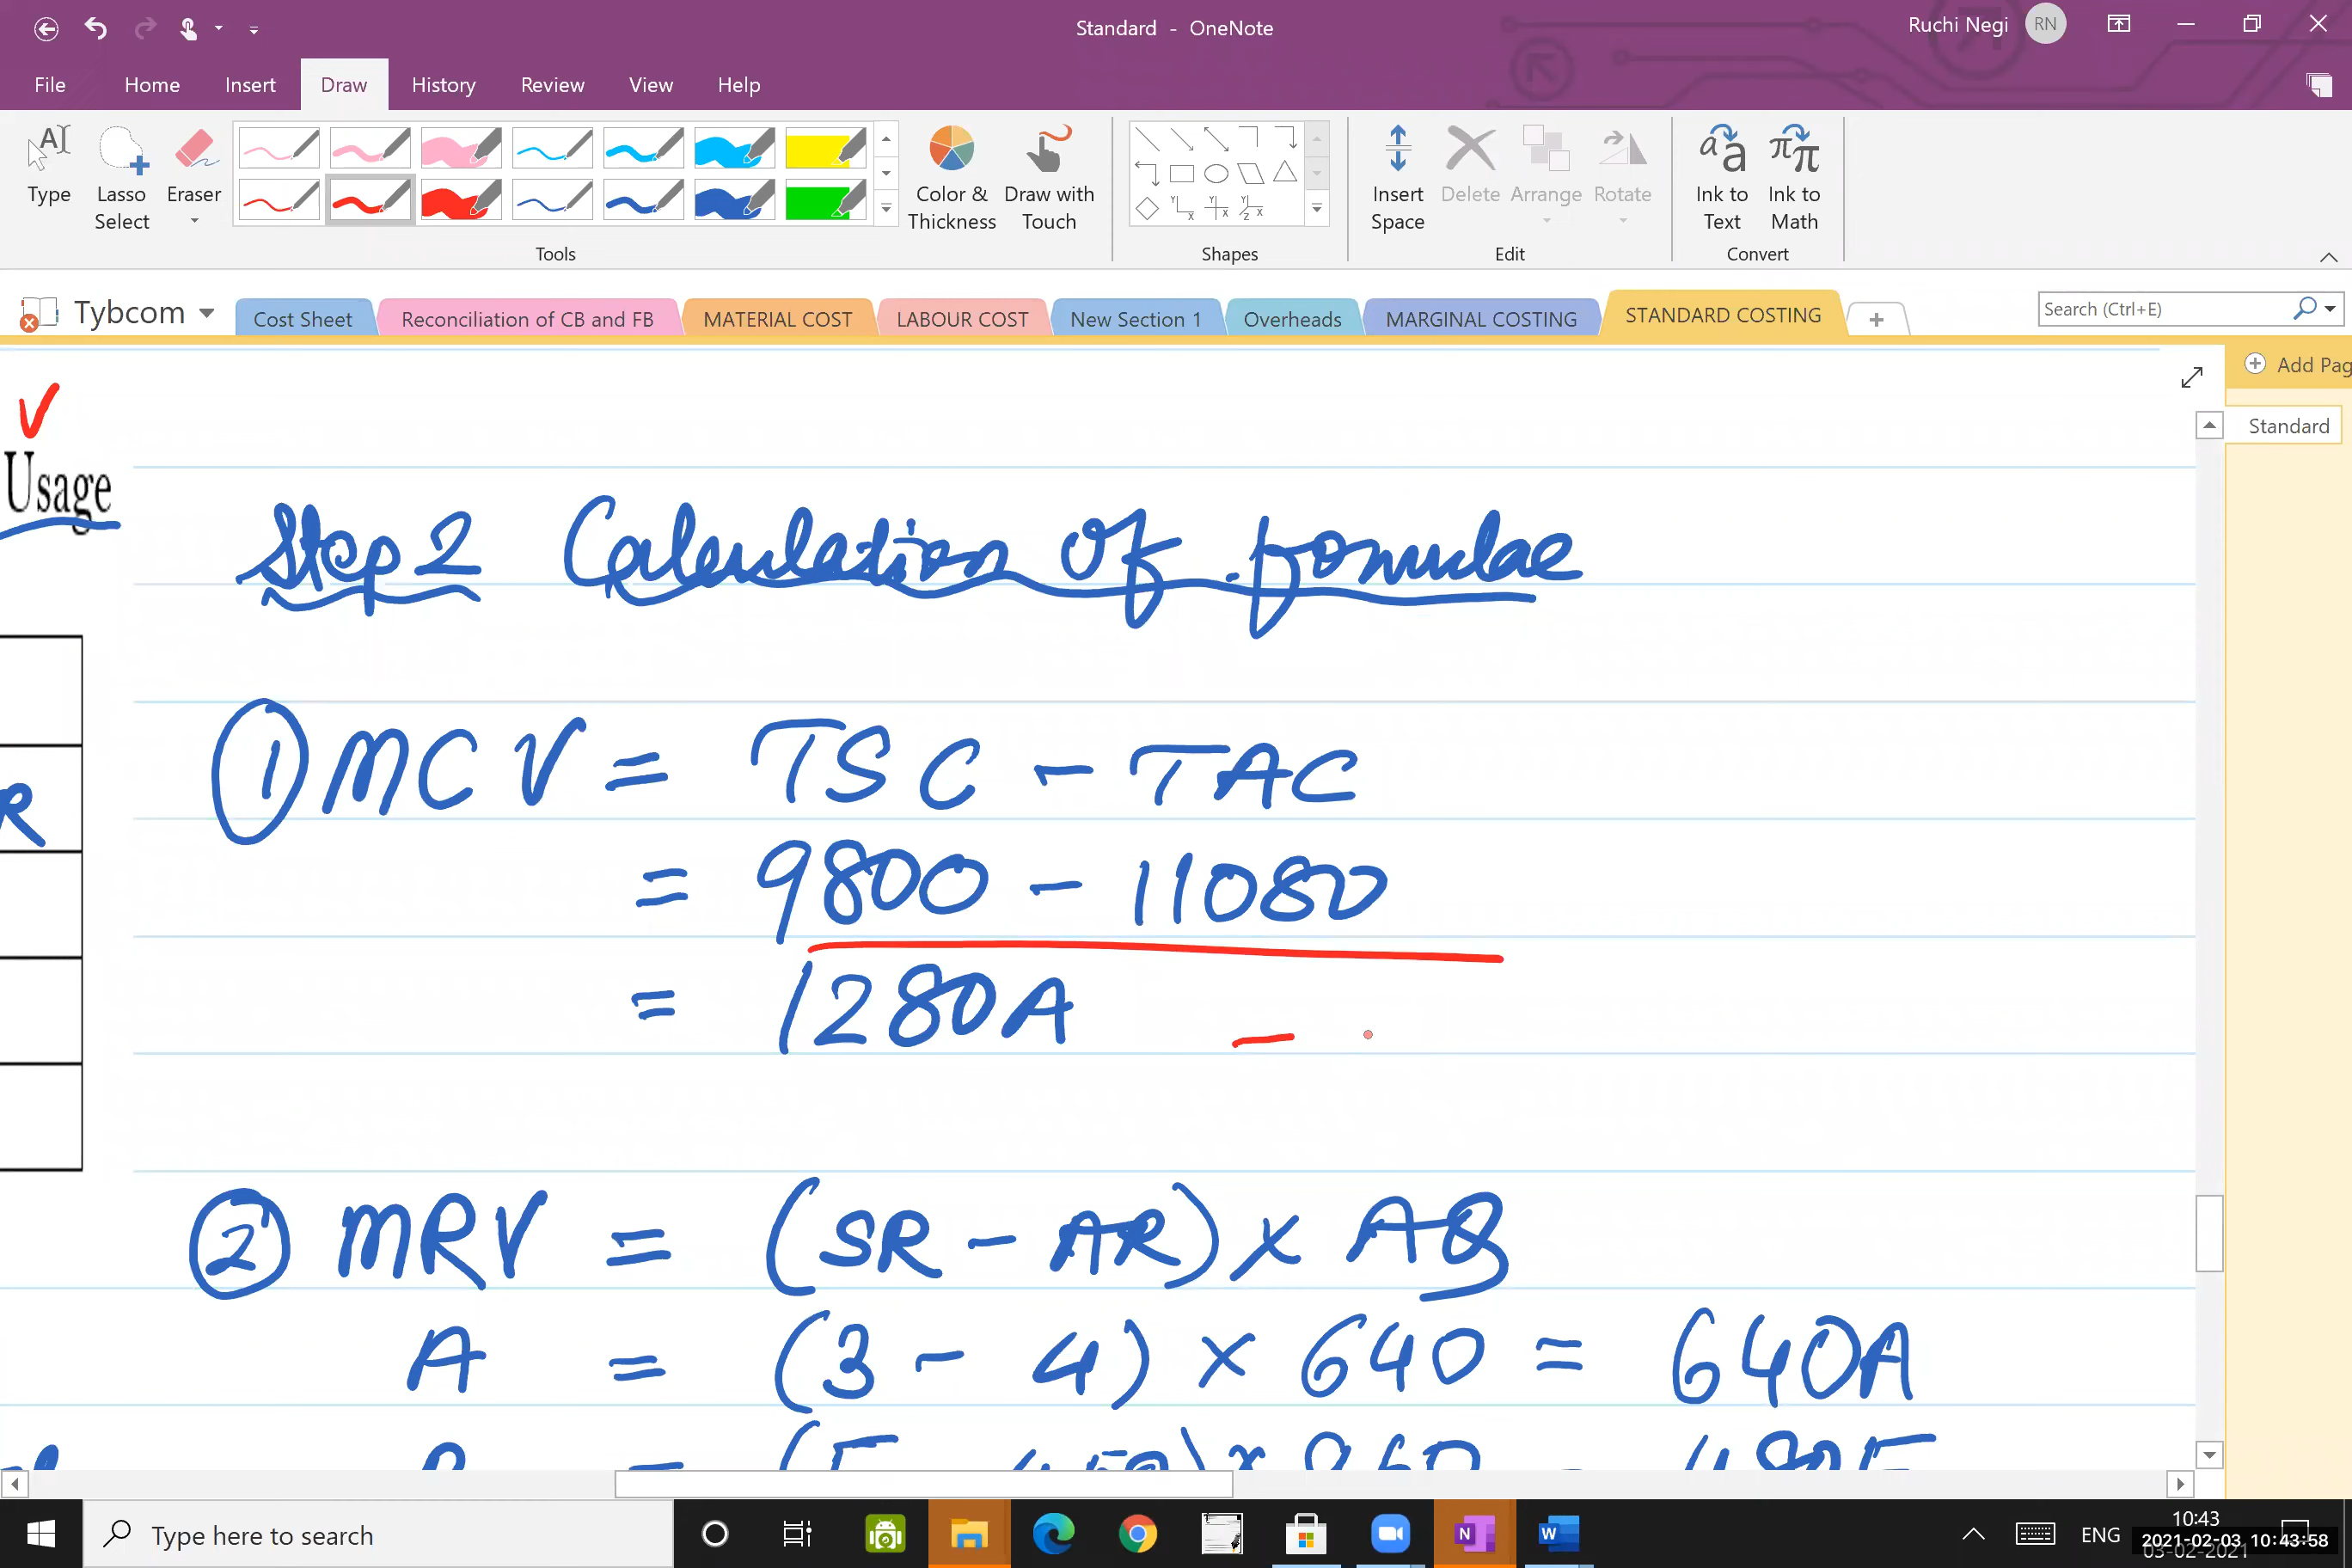 Standard - OneNote
Ruchi Negi RN
File Home Insert Draw History Review View Help
Type
Lasso Select
Eraser
Color & Thickness
Draw with Touch
Insert Space
Delete
Arrange
Rotate
Ink to Text
Ink to Math
Tools Shapes Edit Convert
Tybcom Cost Sheet Reconciliation of CB and FB MATERIAL COST LABOUR COST New Section 1 Overheads MARGINAL COSTING STANDARD COSTING + Search (Ctrl+E)
Add Pag
Standard
Usage
Step 2 Calculation of formulae
① MCV = TSC - TAC
= 9800 - 11080
= 1280A
② MRV = (SR - AR) x AQ
R
A = (3 - 4) x 640 = 640A
Type here to search
ENG
10:43
2021-02-03 10:43:58
03-02-2021